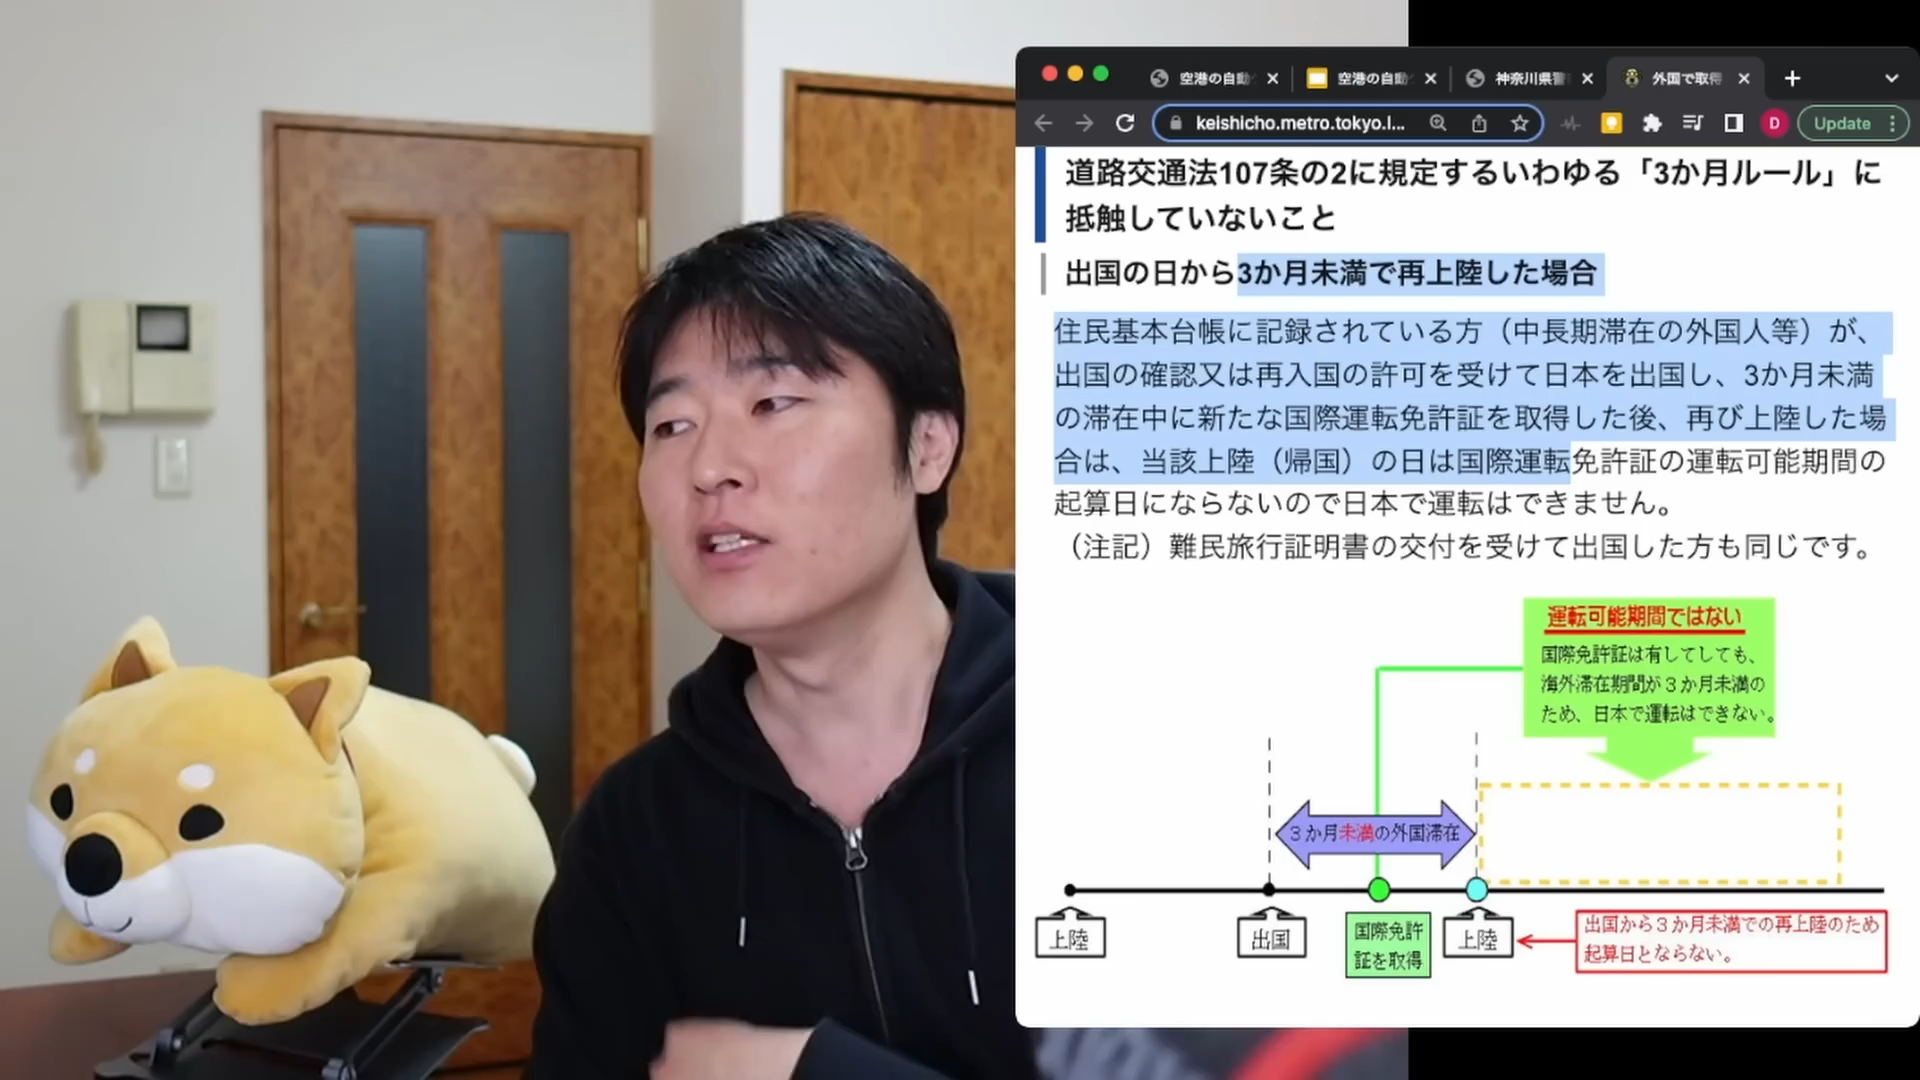 空港の自動
空港の自動
神奈川県警
外国で取得
keishicho.metro.tokyo.l...
D
Update
道路交通法107条の2に規定するいわゆる「3か月ルール」に
抵触していないこと
出国の日から3か月未満で再上陸した場合
住民基本台帳に記録されている方（中長期滞在の外国人等）が、
出国の確認又は再入国の許可を受けて日本を出国し、3か月未満
の滞在中に新たな国際運転免許証を取得した後、再び上陸した場
合は、当該上陸（帰国）の日は国際運転免許証の運転可能期間の
起算日にならないので日本で運転はできません。
（注記）難民旅行証明書の交付を受けて出国した方も同じです。
運転可能期間ではない
国際免許証は有してしても、
海外滞在期間が３か月未満の
ため、日本で運転はできない。
３か月未満の外国滞在
上陸
出国
国際免許
証を取得
上陸
出国から３か月未満での再上陸のため
起算日とならない。